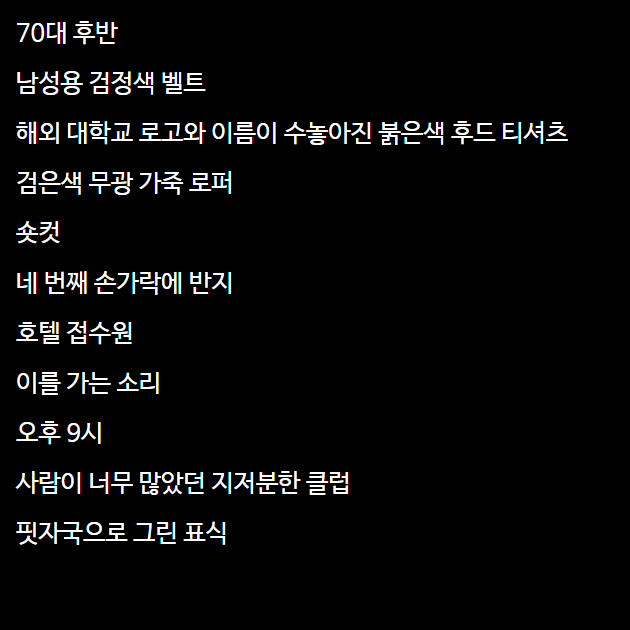 70대 후반
남성용 검정색 벨트
해외 대학교 로고와 이름이 수놓아진 붉은색 후드 티셔츠
검은색 무광 가죽 로퍼
숏컷
네 번째 손가락에 반지
호텔 접수원
이를 가는 소리
오후 9시
사람이 너무 많았던 지저분한 클럽
핏자국으로 그린 표식